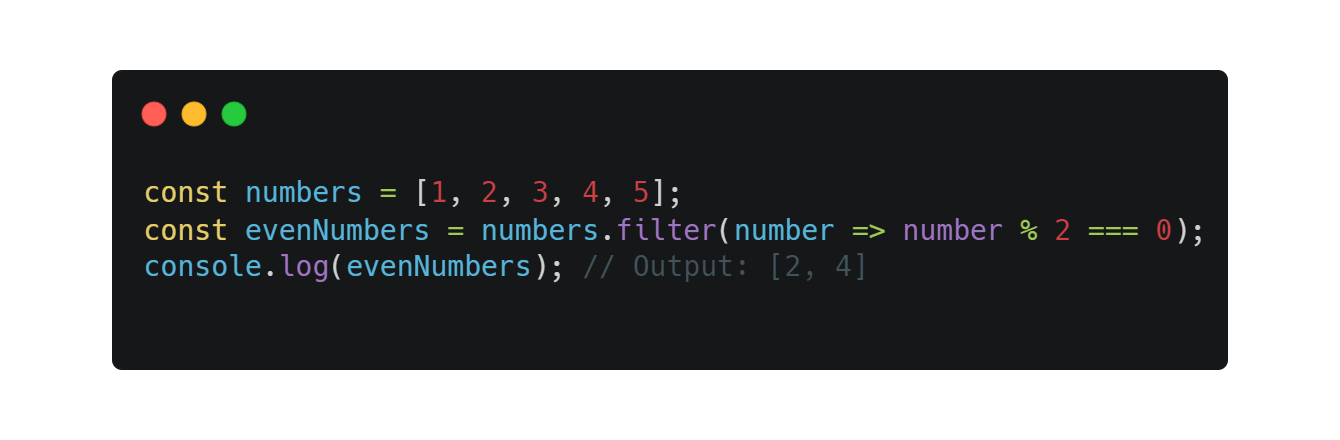 const numbers = [1, 2, 3, 4, 5];
const evenNumbers = numbers.filter(number => number % 2 === 0);
console.log(evenNumbers); // Output: [2, 4]